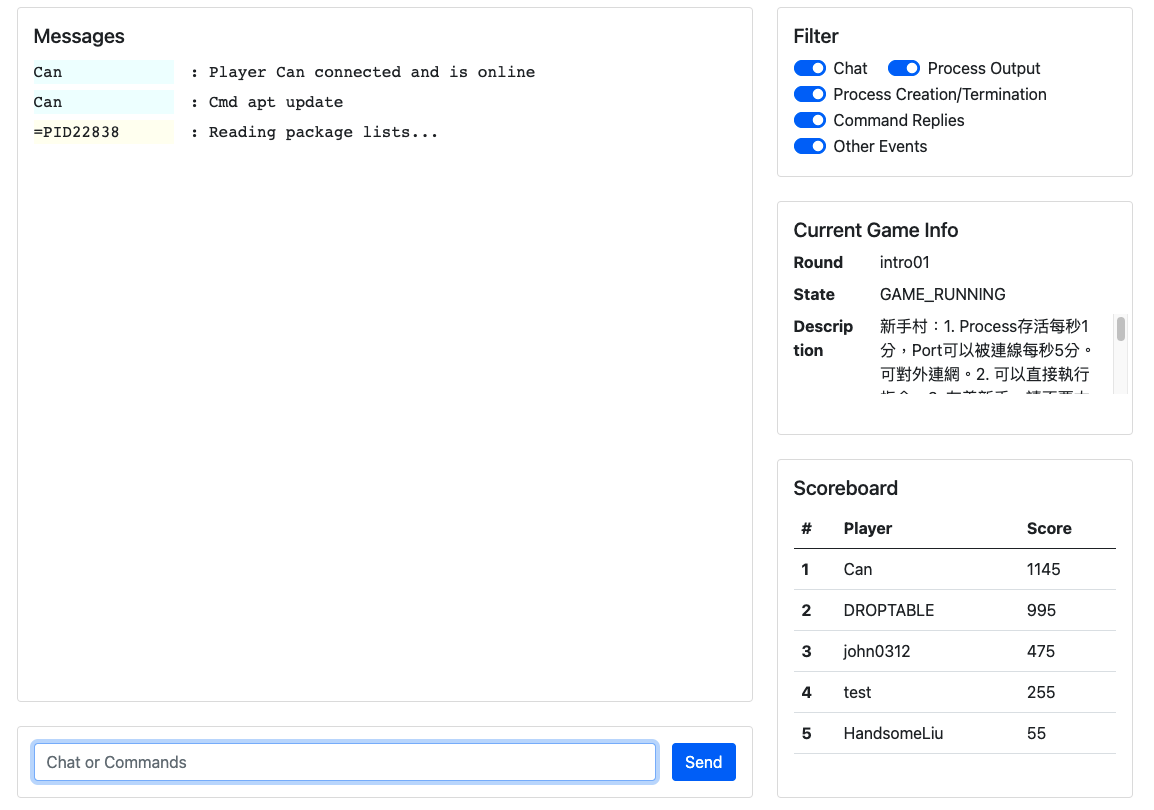 Messages
Can : Player Can connected and is online
Can : Cmd apt update
=PID22838 : Reading package lists...
Chat or Commands
Send
Filter
Chat Process Output
Process Creation/Termination
Command Replies
Other Events
Current Game Info
Round intro01
State GAME_RUNNING
Descrip
tion
新手村：1. Process存活每秒1
分，Port可以被連線每秒5分。
可對外連網。2. 可以直接執行
Scoreboard
# Player Score
1 Can 1145
2 DROPTABLE 995
3 john0312 475
4 test 255
5 HandsomeLiu 55